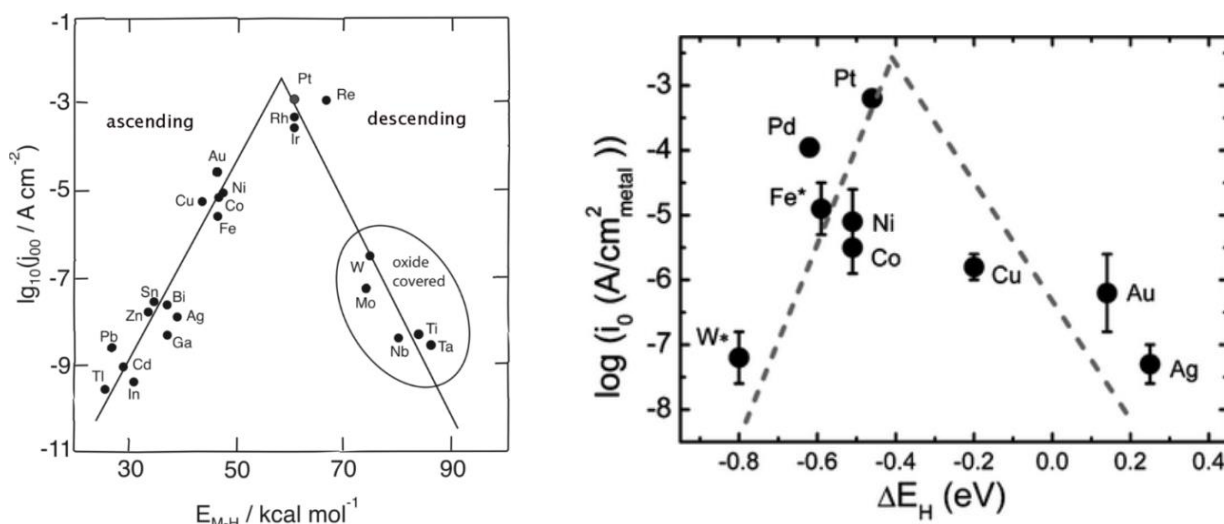 -1
-3
-5
-7
-9
-11
lg10(j00 / A cm-2)
ascending
descending
Pt
Re
Rh
Ir
Au
Ni
Cu
Co
Fe
W
oxide
covered
Mo
Sn
Bi
Zn
Ag
Ga
Pb
Cd
Tl
In
Nb
Ti
Ta
30
50
70
90
EM-H / kcal mol-1
-3
-4
-5
-6
-7
-8
log (i0 (A/cm2metal))
Pt
Pd
Fe*
Ni
Co
Cu
Au
W*
Ag
-0.8
-0.6
-0.4
-0.2
0.0
0.2
0.4
ΔEH (eV)